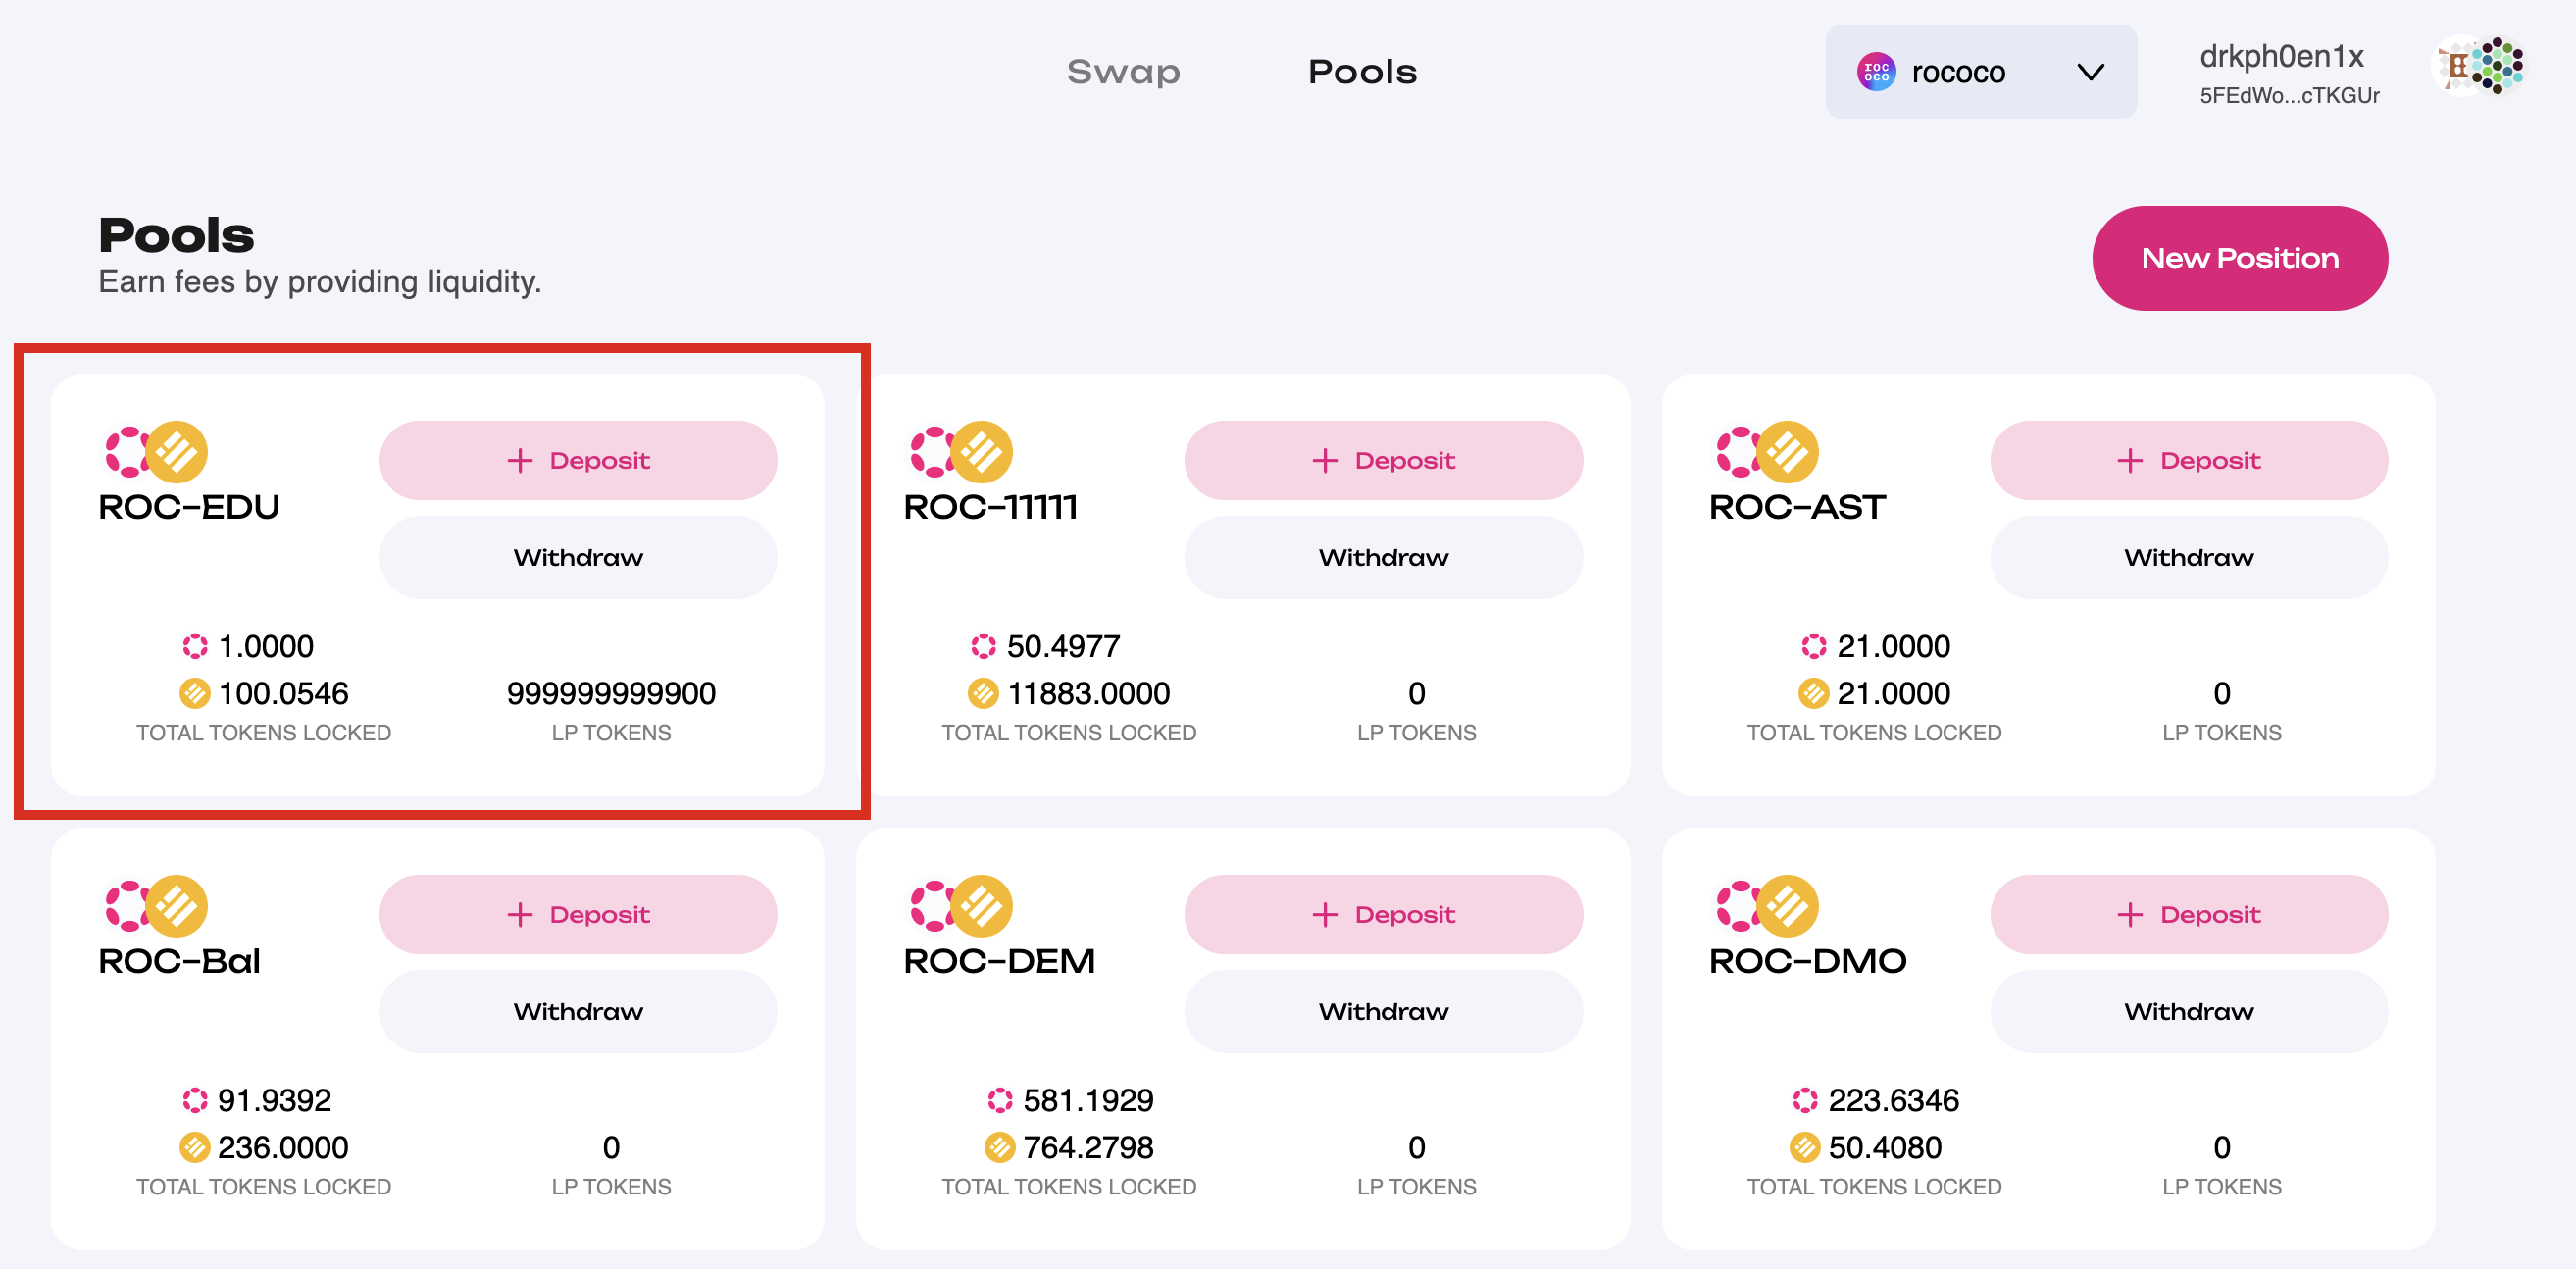 Swap Pools rococo drkph0en1x
5FEdWo...cTKGUr
Pools
Earn fees by providing liquidity.
New Position
ROC-EDU
+ Deposit
Withdraw
1.0000
100.0546
TOTAL TOKENS LOCKED
999999999900
LP TOKENS
ROC-11111
+ Deposit
Withdraw
50.4977
11883.0000
TOTAL TOKENS LOCKED
0
LP TOKENS
ROC-AST
+ Deposit
Withdraw
21.0000
21.0000
TOTAL TOKENS LOCKED
0
LP TOKENS
ROC-Bal
+ Deposit
Withdraw
91.9392
236.0000
TOTAL TOKENS LOCKED
0
LP TOKENS
ROC-DEM
+ Deposit
Withdraw
581.1929
764.2798
TOTAL TOKENS LOCKED
0
LP TOKENS
ROC-DMO
+ Deposit
Withdraw
223.6346
50.4080
TOTAL TOKENS LOCKED
0
LP TOKENS